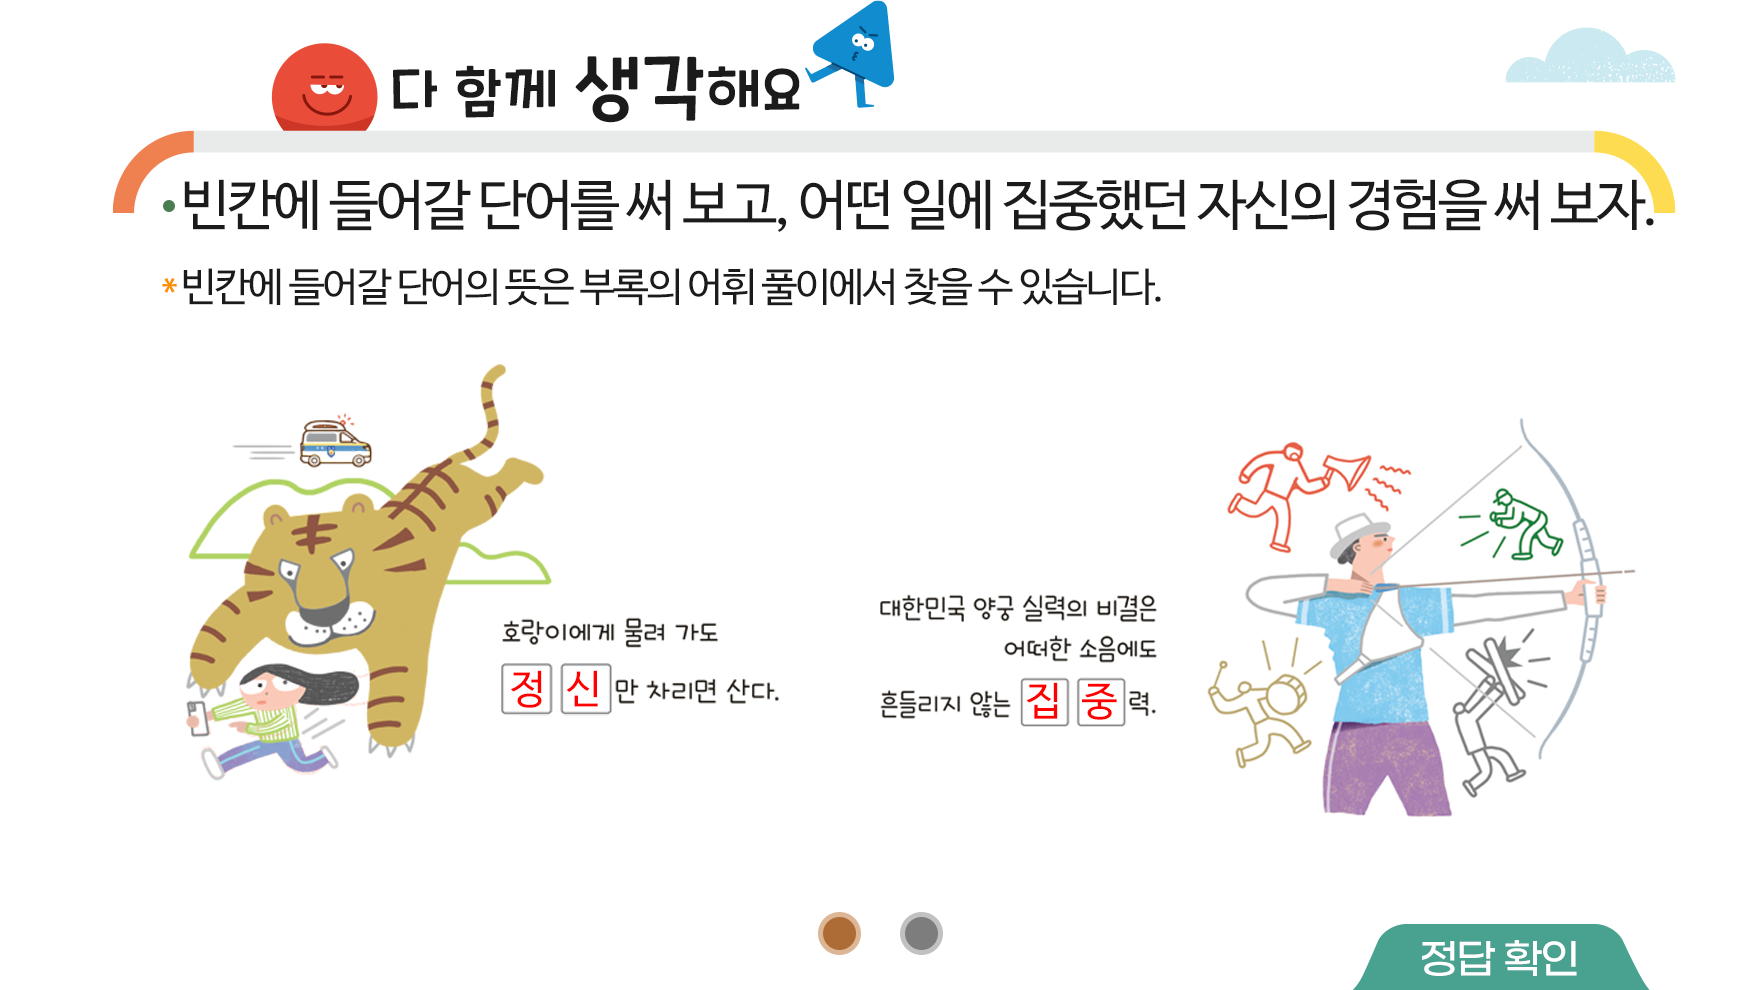 다 함께 생각해요
•빈칸에 들어갈 단어를 써 보고, 어떤 일에 집중했던 자신의 경험을 써 보자.
*빈칸에 들어갈 단어의 뜻은 부록의 어휘 풀이에서 찾을 수 있습니다.
호랑이에게 물려 가도
정신만 차리면 산다.
대한민국 양궁 실력의 비결은
어떠한 소음에도
흔들리지 않는 집중력.
정답 확인